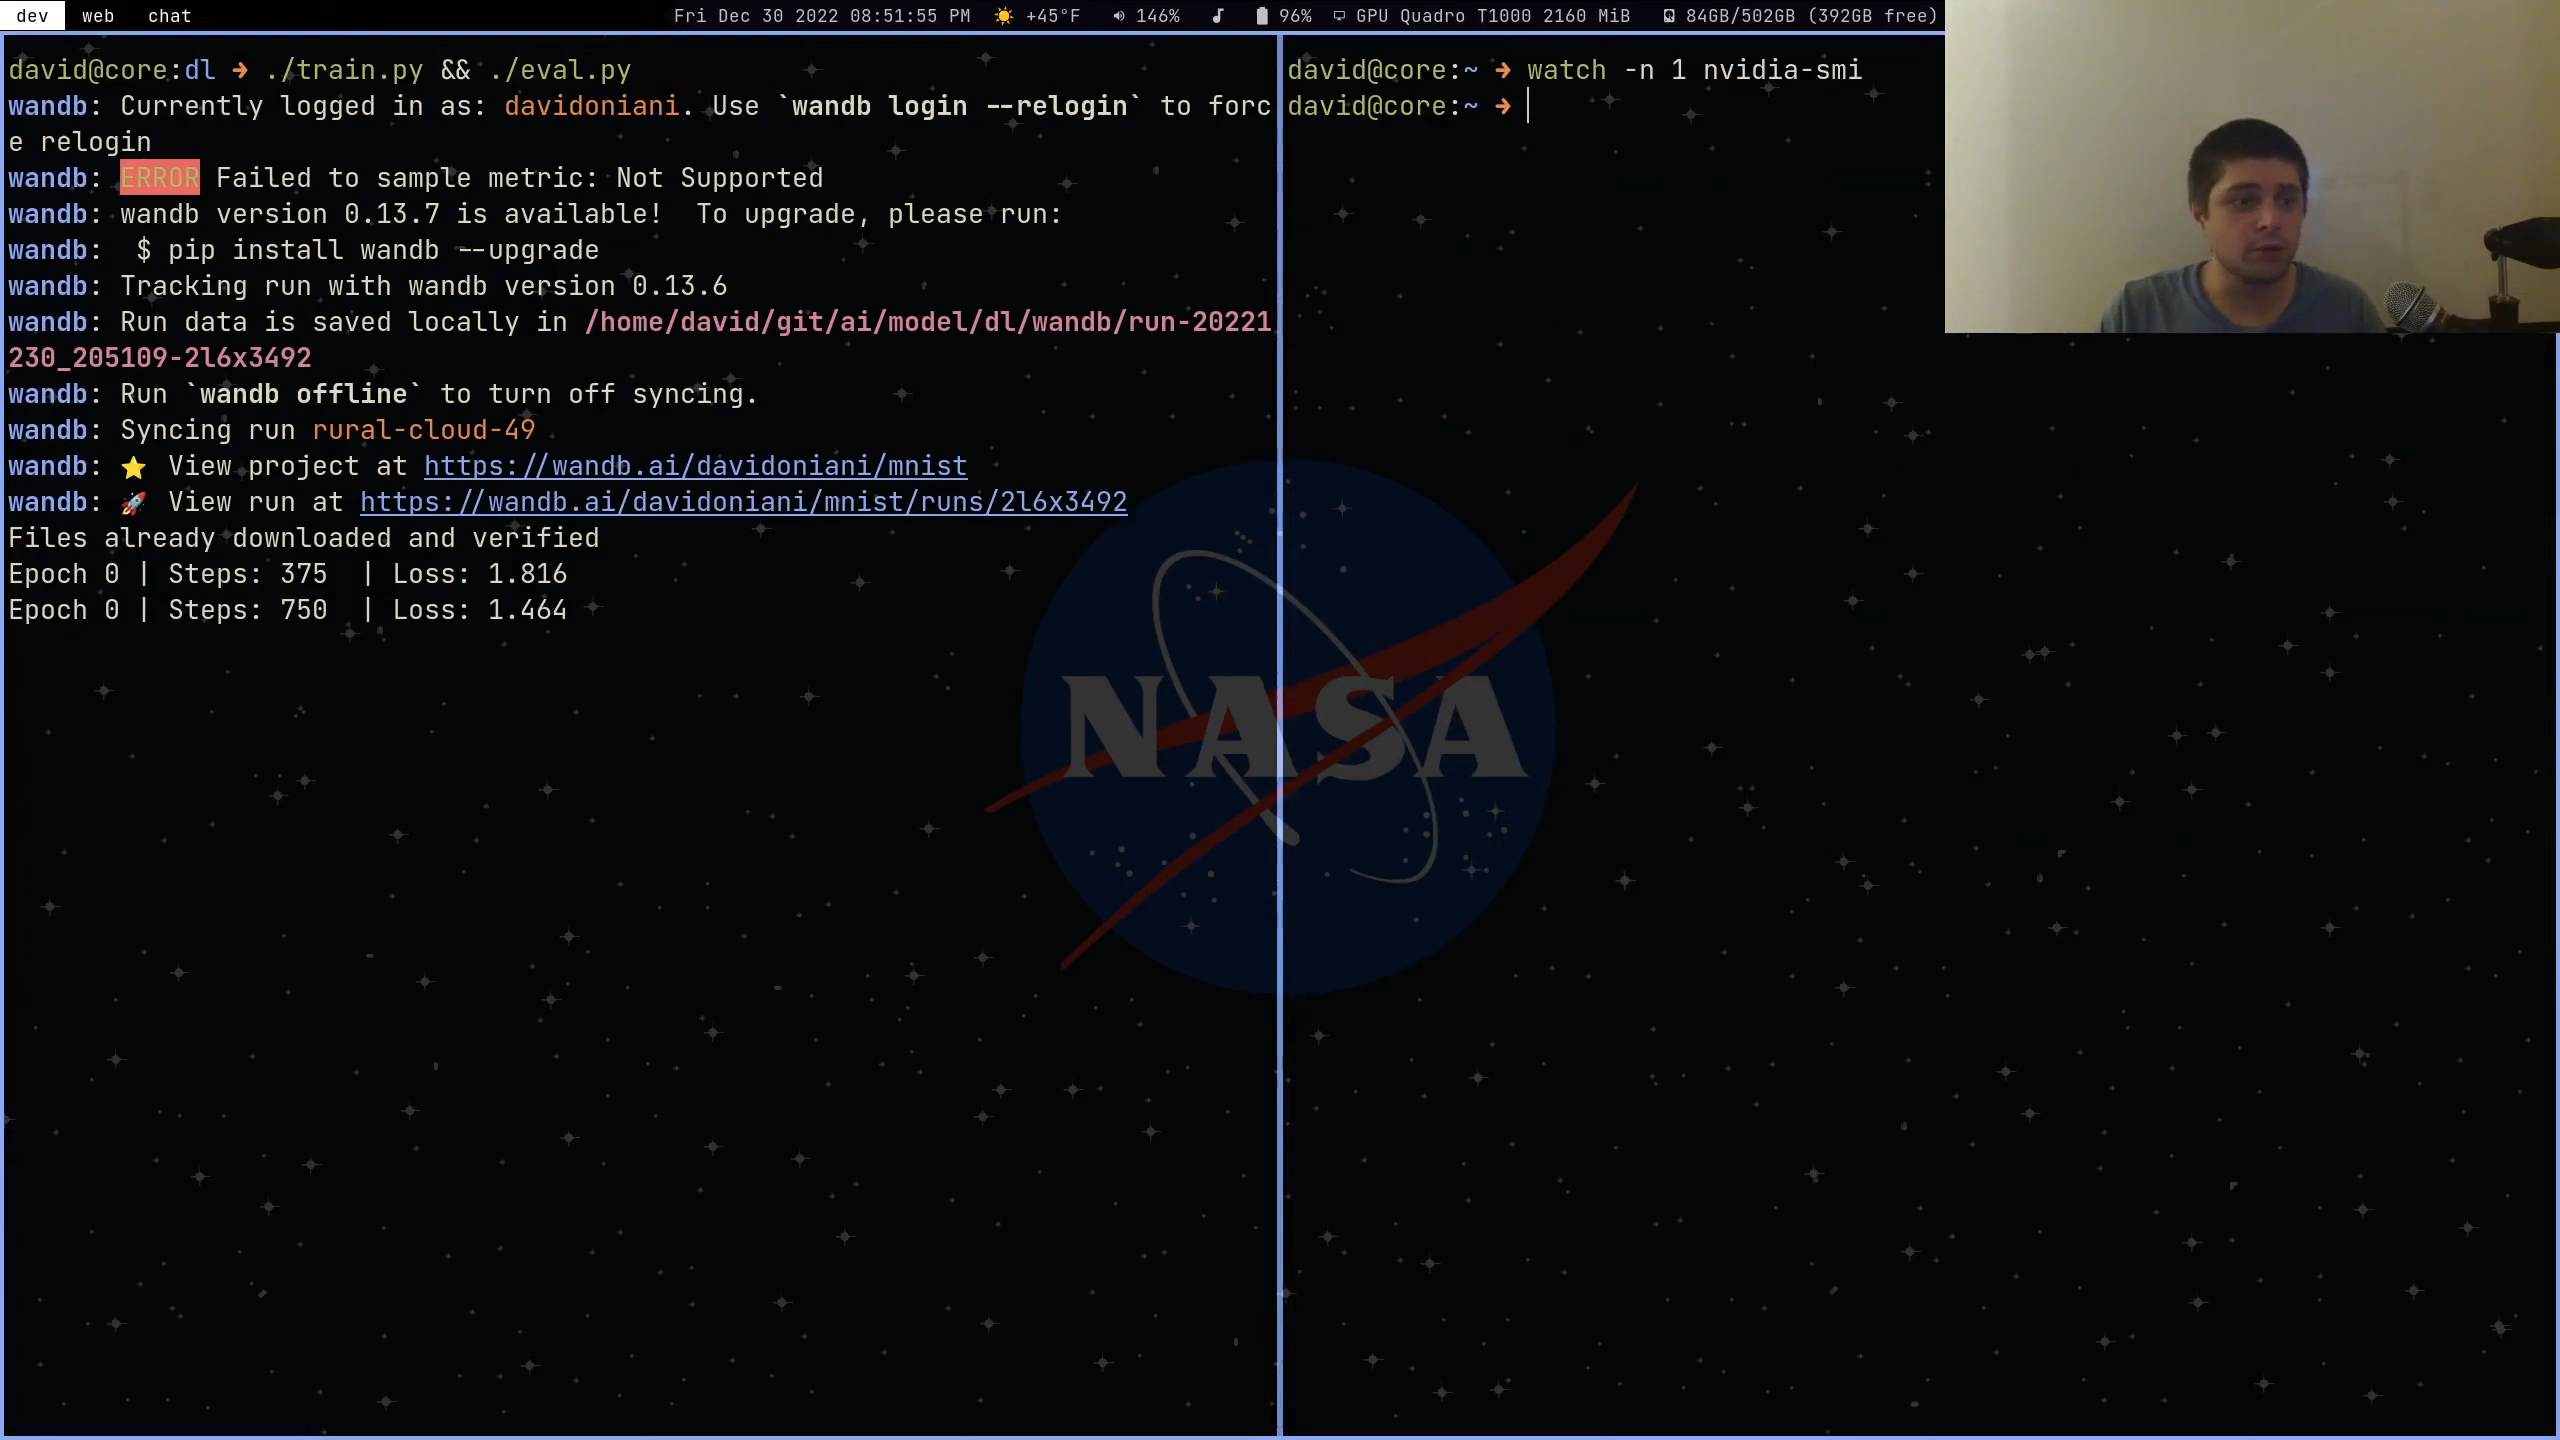 dev web chat Fri Dec 30 2022 08:51:55 PM +45°F 146% 96% GPU Quadro T1000 2160 MiB 84GB/502GB (392GB free)
david@core:dl ➜ ./train.py && ./eval.py
wandb: Currently logged in as: davidoniani. Use `wandb login --relogin` to forc
e relogin
wandb: ERROR Failed to sample metric: Not Supported
wandb: wandb version 0.13.7 is available!  To upgrade, please run:
wandb:  $ pip install wandb --upgrade
wandb: Tracking run with wandb version 0.13.6
wandb: Run data is saved locally in /home/david/git/ai/model/dl/wandb/run-20221
230_205109-2l6x3492
wandb: Run `wandb offline` to turn off syncing.
wandb: Syncing run rural-cloud-49
wandb: ⭐ View project at https://wandb.ai/davidoniani/mnist
wandb: 🚀 View run at https://wandb.ai/davidoniani/mnist/runs/2l6x3492
Files already downloaded and verified
Epoch 0 | Steps: 375  | Loss: 1.816
Epoch 0 | Steps: 750  | Loss: 1.464
david@core:~ ➜ watch -n 1 nvidia-smi
david@core:~ ➜
NASA